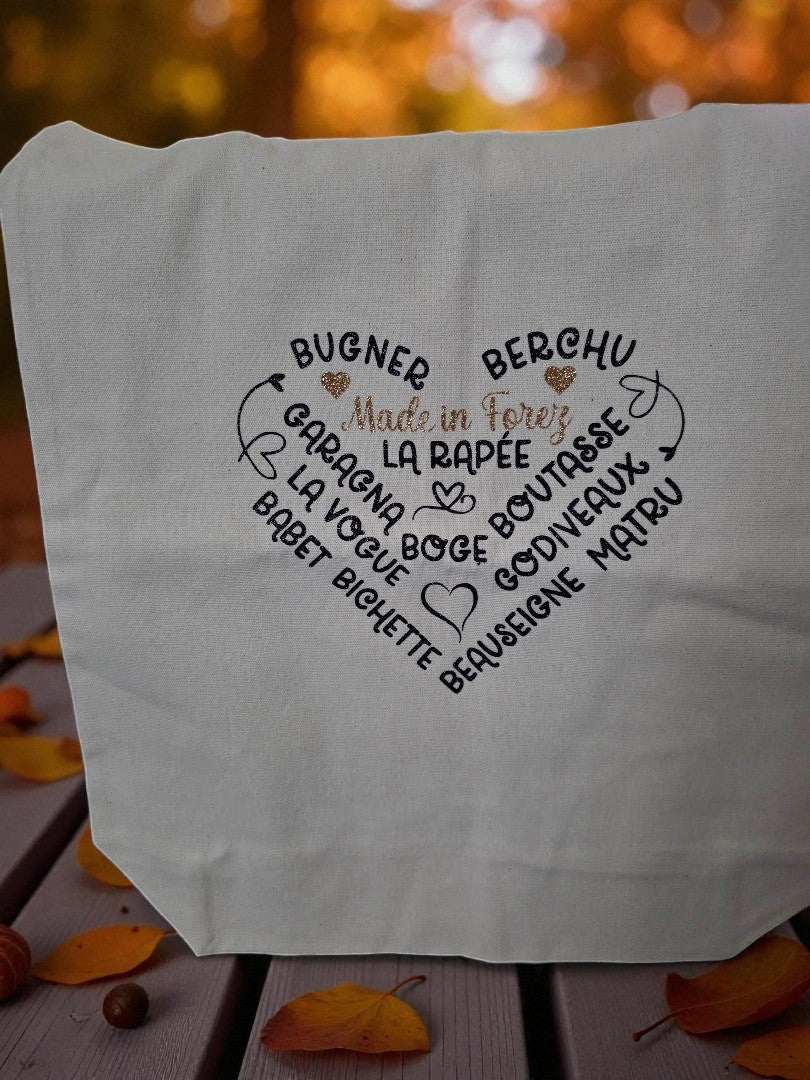 BUGNER BERCHU
Made in Forez
LA RAPÉE
GARAGNA
BOUTASSE
LA VOGUE
BOGE
GODIVEAUX
BABET BICHETTE
MATRU
BEAUSEIGNE